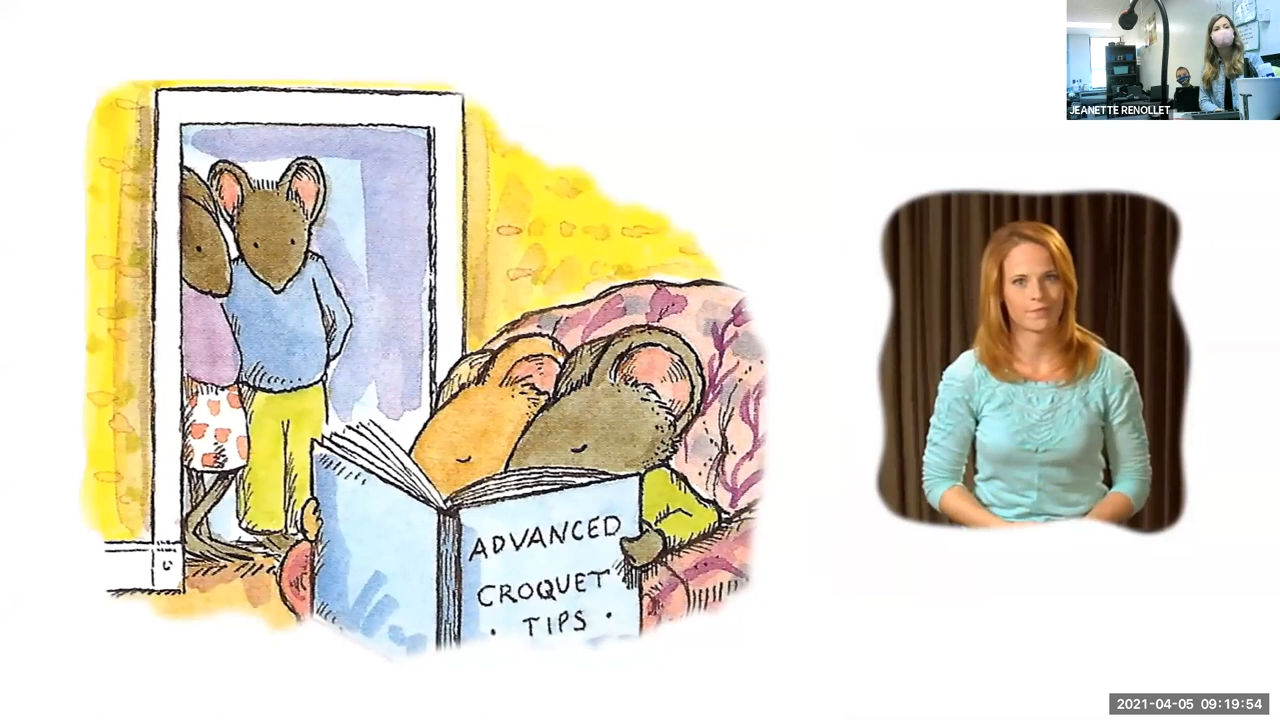 JEANETTE RENOLLET
ADVANCED
CROQUET
• TIPS •
2021-04-05 09:19:54